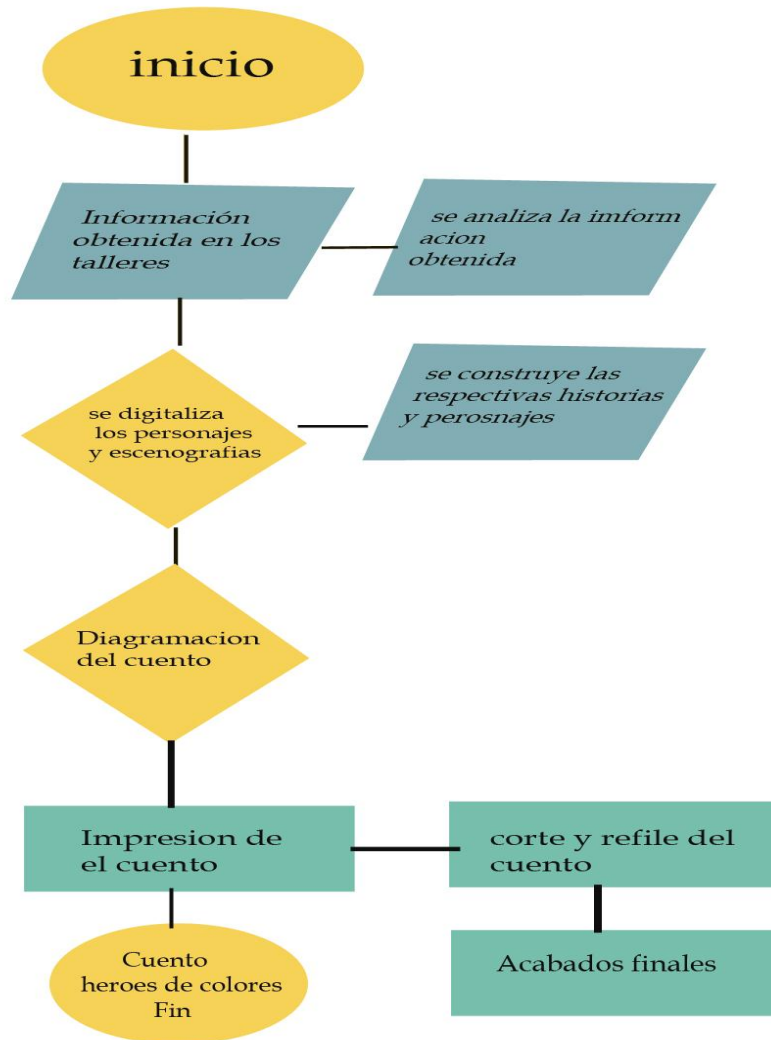 inicio
Información
obtenida en los
talleres
se analiza la imform
acion
obtenida
se digitaliza
los personajes
y escenografias
se construye las
respectivas historias
y perosnajes
Diagramacion
del cuento
Impresion de
el cuento
corte y refile del
cuento
Cuento
heroes de colores
Fin
Acabados finales